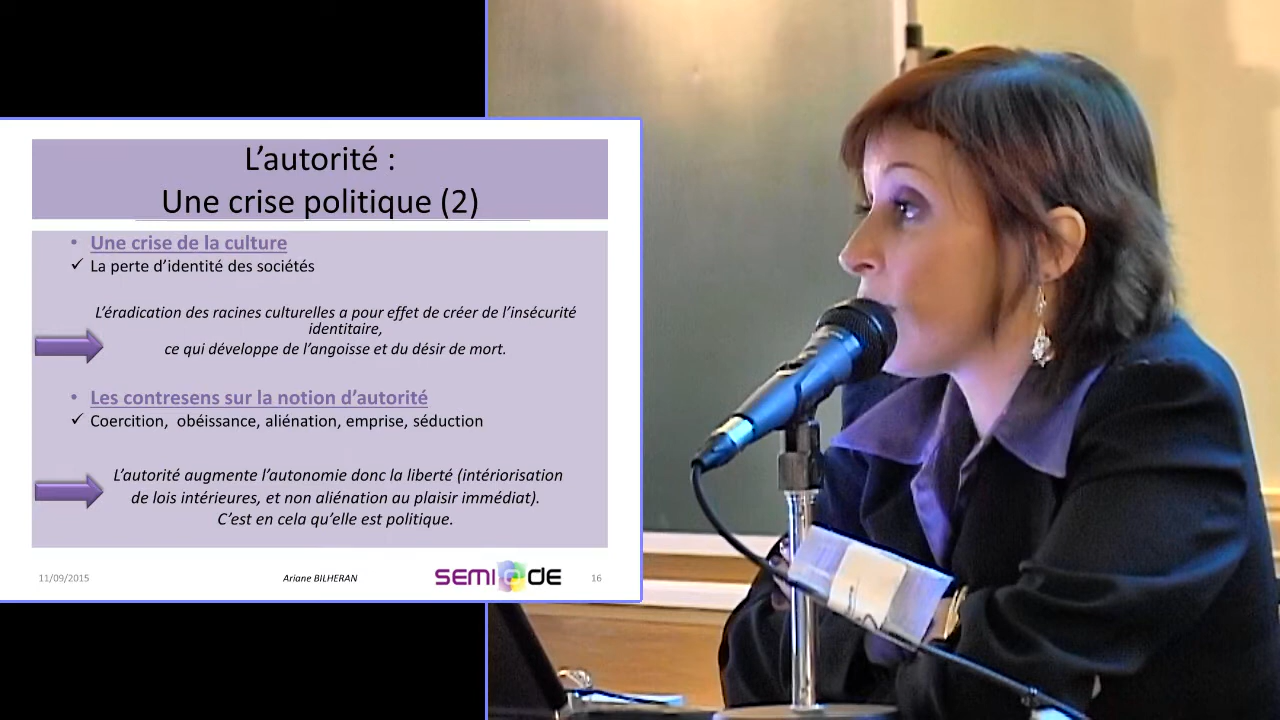 L’autorité :
Une crise politique (2)
• Une crise de la culture
✓ La perte d’identité des sociétés
L’éradication des racines culturelles a pour effet de créer de l’insécurité
identitaire,
ce qui développe de l’angoisse et du désir de mort.
• Les contresens sur la notion d’autorité
✓ Coercition,  obéissance, aliénation, emprise, séduction
L’autorité augmente l’autonomie donc la liberté (intériorisation
de lois intérieures, et non aliénation au plaisir immédiat).
C’est en cela qu’elle est politique.
11/09/2015 Ariane BILHERAN SEMI@DE 16